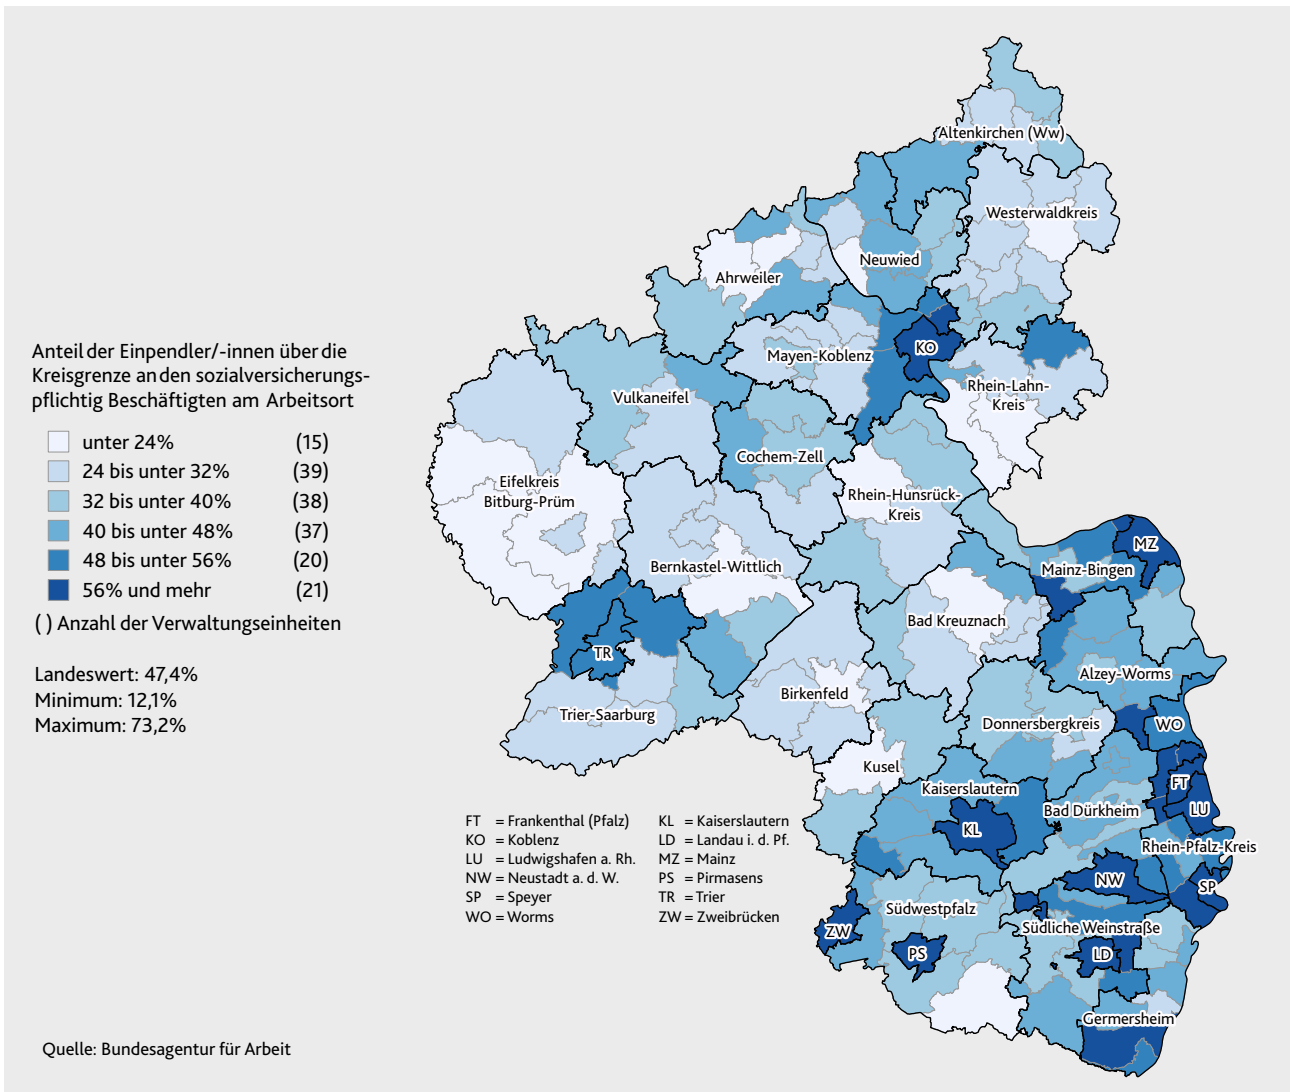 Anteil der Einpendler/-innen über die
Kreisgrenze an den sozialversicherungs-
pflichtig Beschäftigten am Arbeitsort
unter 24% (15)
24 bis unter 32% (39)
32 bis unter 40% (38)
40 bis unter 48% (37)
48 bis unter 56% (20)
56% und mehr (21)
( ) Anzahl der Verwaltungseinheiten
Landeswert: 47,4%
Minimum: 12,1%
Maximum: 73,2%
Altenkirchen (Ww)
Westerwaldkreis
Neuwied
Ahrweiler
KO
Mayen-Koblenz
Rhein-Lahn-
Kreis
Vulkaneifel
Cochem-Zell
Eifelkreis
Bitburg-Prüm
Rhein-Hunsrück-
Kreis
MZ
Mainz-Bingen
Bernkastel-Wittlich
Bad Kreuznach
TR
Alzey-Worms
Birkenfeld
Trier-Saarburg
Donnersbergkreis
WO
Kusel
Kaiserslautern
FT
Bad Dürkheim
LU
KL
Rhein-Pfalz-Kreis
NW
SP
Südwestpfalz
Südliche Weinstraße
ZW
PS
LD
Germersheim
FT = Frankenthal (Pfalz)
KO = Koblenz
LU = Ludwigshafen a. Rh.
NW = Neustadt a. d. W.
SP = Speyer
WO = Worms
KL = Kaiserslautern
LD = Landau i. d. Pf.
MZ = Mainz
PS = Pirmasens
TR = Trier
ZW = Zweibrücken
Quelle: Bundesagentur für Arbeit